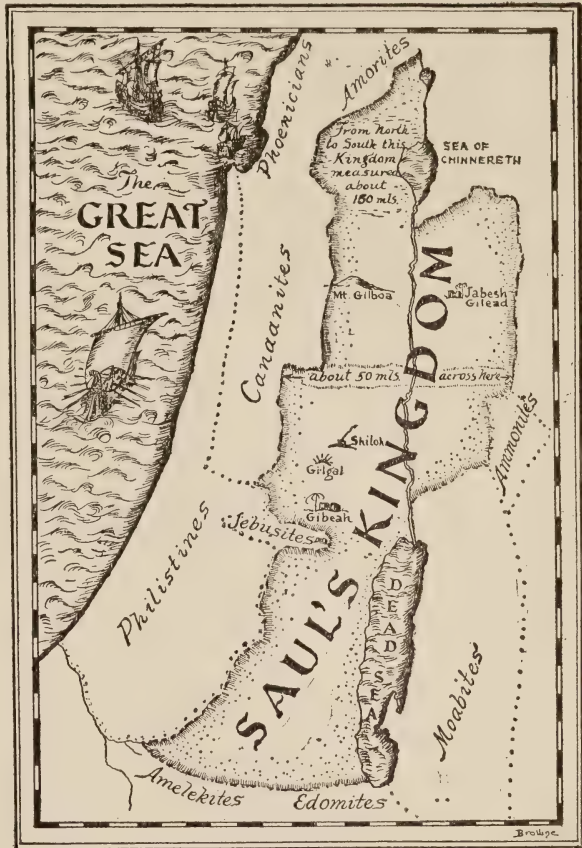 Phoenicians
Amorites
From North
to South this
Kingdom
measured
about
150 mls.
SEA OF
CHINNERETH
The
GREAT
SEA
Canaanites
Mt. Gilboa
Jabesh
Gilead
about 50 mls. across here
Ammonites
Shiloh
Gilgal
Gibeah
Jebusites
Philistines
SAUL'S KINGDOM
DEAD SEA
Moabites
Amelekites
Edomites
Browne